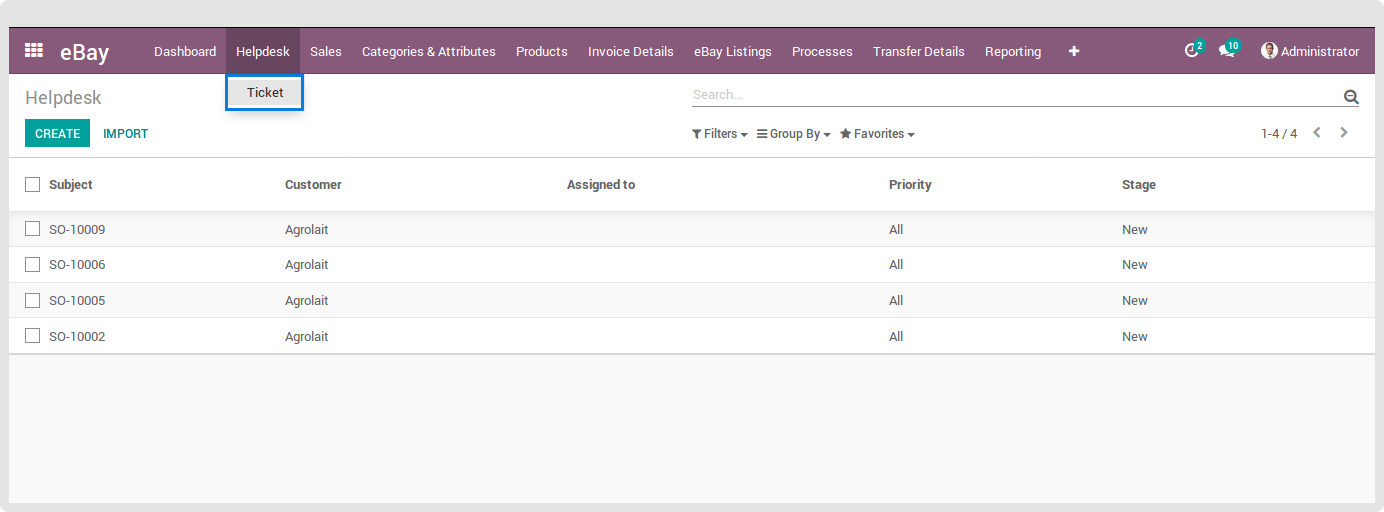 eBay Dashboard Helpdesk Sales Categories & Attributes Products Invoice Details eBay Listings Processes Transfer Details Reporting 2 10 Administrator
Ticket
Helpdesk Search...
CREATE IMPORT Filters Group By Favorites 1-4 / 4
Subject Customer Assigned to Priority Stage
SO-10009 Agrolait All New
SO-10006 Agrolait All New
SO-10005 Agrolait All New
SO-10002 Agrolait All New